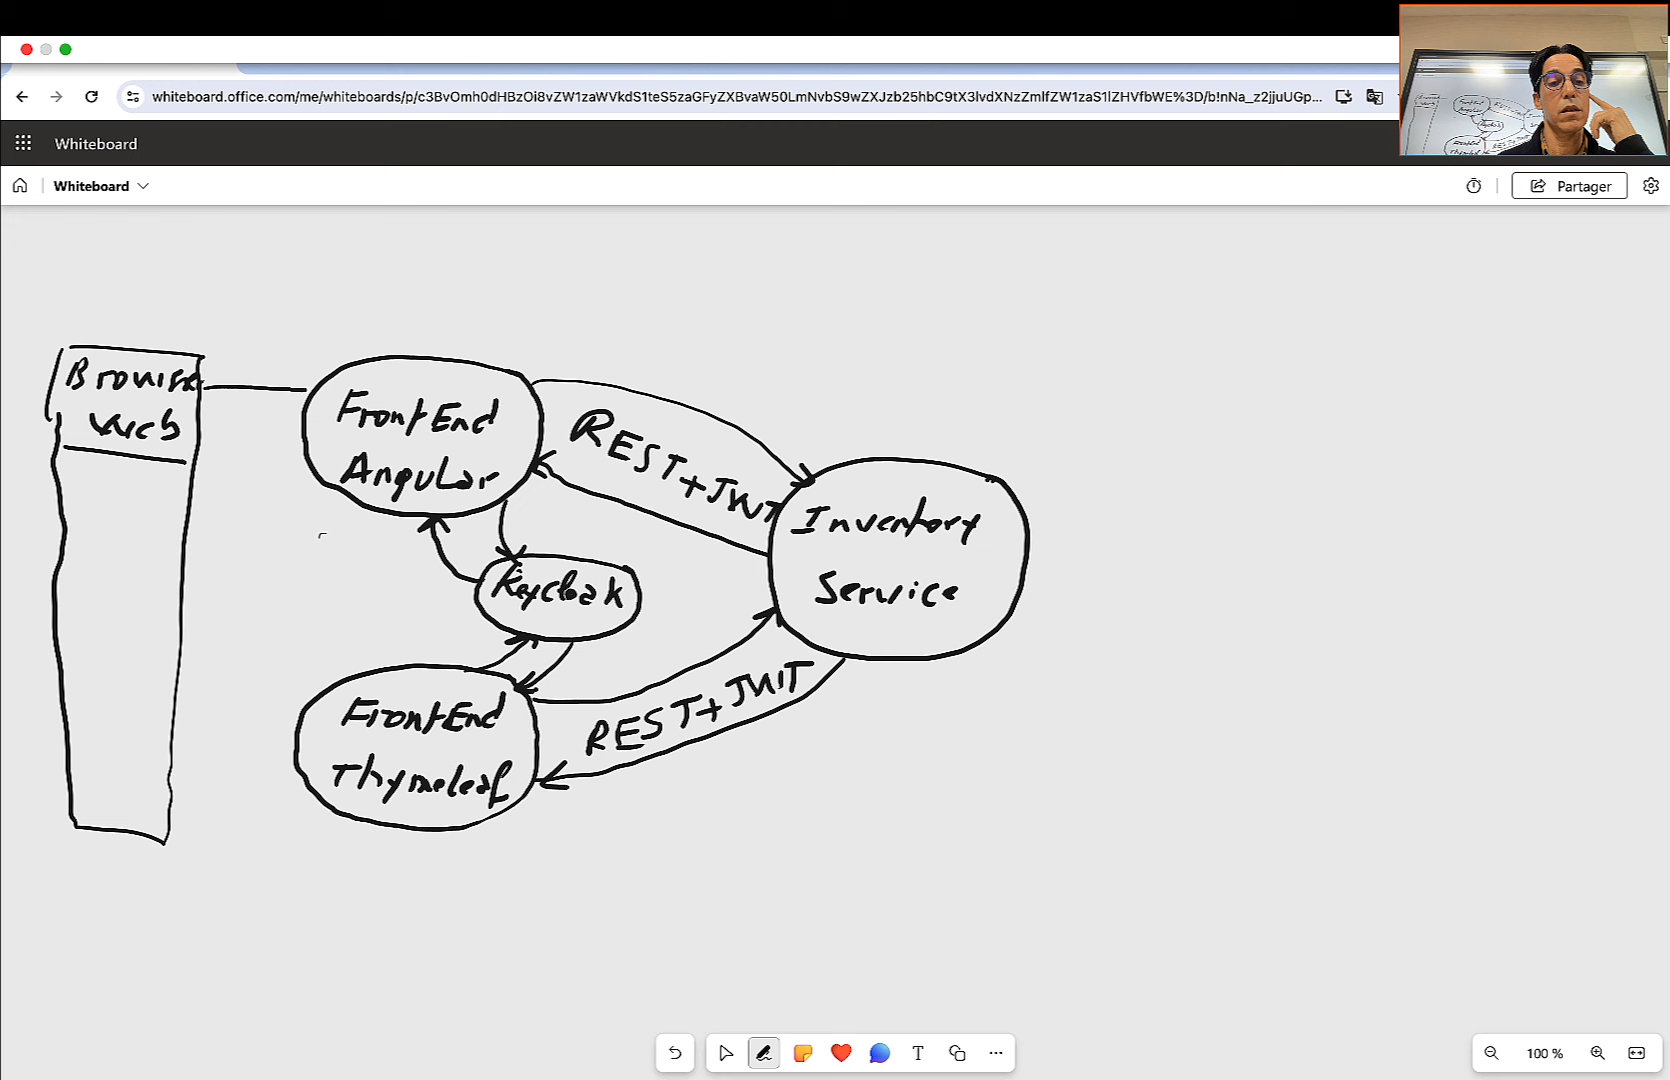 whiteboard.office.com/me/whiteboards/p/c3BvOmh0dHBzOi8vZW1zaWVkdS1teS5zaGFyZXBvaW50LmNvbS9wZXJzb25hbC9tX3lvdXNzZmlfZW1zaS1lZHVfbWE%3D/b!nNa_z2jjuUGp...
Whiteboard
Whiteboard
Partager
Browser
Web
FrontEnd
Angular
REST+JWT
Inventory
Service
Keycloak
FrontEnd
Thymeleaf
REST+JWT
T
100 %